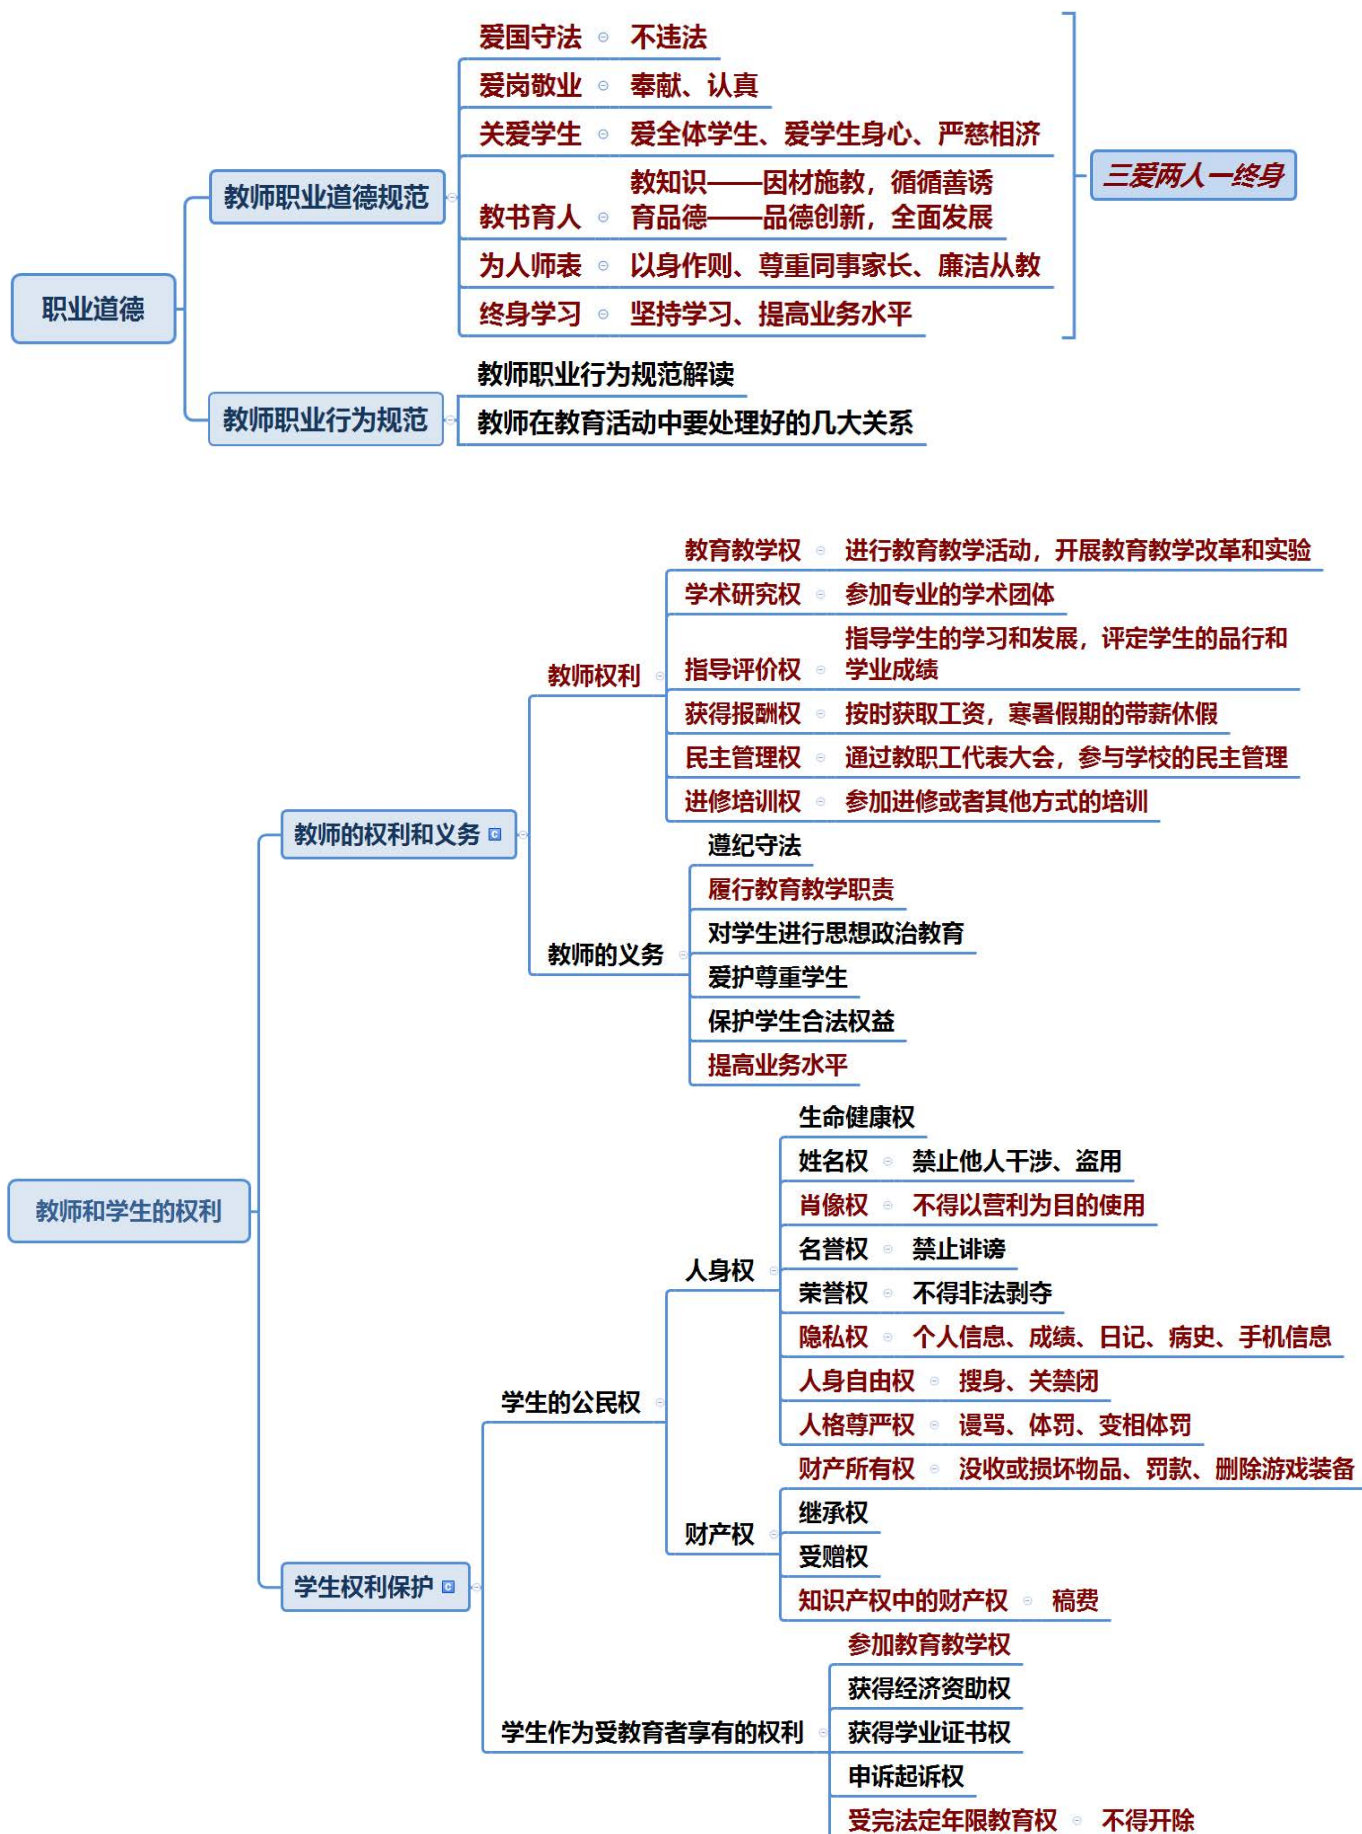 爱国守法 不违法
爱岗敬业 奉献、认真
关爱学生 爱全体学生、爱学生身心、严慈相济
教知识——因材施教，循循善诱
教书育人 育品德——品德创新，全面发展
为人师表 以身作则、尊重同事家长、廉洁从教
终身学习 坚持学习、提高业务水平
三爱两人一终身
教师职业道德规范
职业道德
教师职业行为规范解读
教师职业行为规范
教师在教育活动中要处理好的几大关系
教育教学权 进行教育教学活动，开展教育教学改革和实验
学术研究权 参加专业的学术团体
指导学生的学习和发展，评定学生的品行和
指导评价权 学业成绩
教师权利
获得报酬权 按时获取工资，寒暑假期的带薪休假
民主管理权 通过教职工代表大会，参与学校的民主管理
进修培训权 参加进修或者其他方式的培训
教师的权利和义务
遵纪守法
履行教育教学职责
对学生进行思想政治教育
教师的义务
爱护尊重学生
保护学生合法权益
提高业务水平
教师和学生的权利
生命健康权
姓名权 禁止他人干涉、盗用
肖像权 不得以营利为目的使用
名誉权 禁止诽谤
人身权
荣誉权 不得非法剥夺
隐私权 个人信息、成绩、日记、病史、手机信息
人身自由权 搜身、关禁闭
学生的公民权
人格尊严权 谩骂、体罚、变相体罚
财产所有权 没收或损坏物品、罚款、删除游戏装备
继承权
财产权
受赠权
学生权利保护
知识产权中的财产权 稿费
参加教育教学权
获得经济资助权
学生作为受教育者享有的权利
获得学业证书权
申诉起诉权
受完法定年限教育权 不得开除